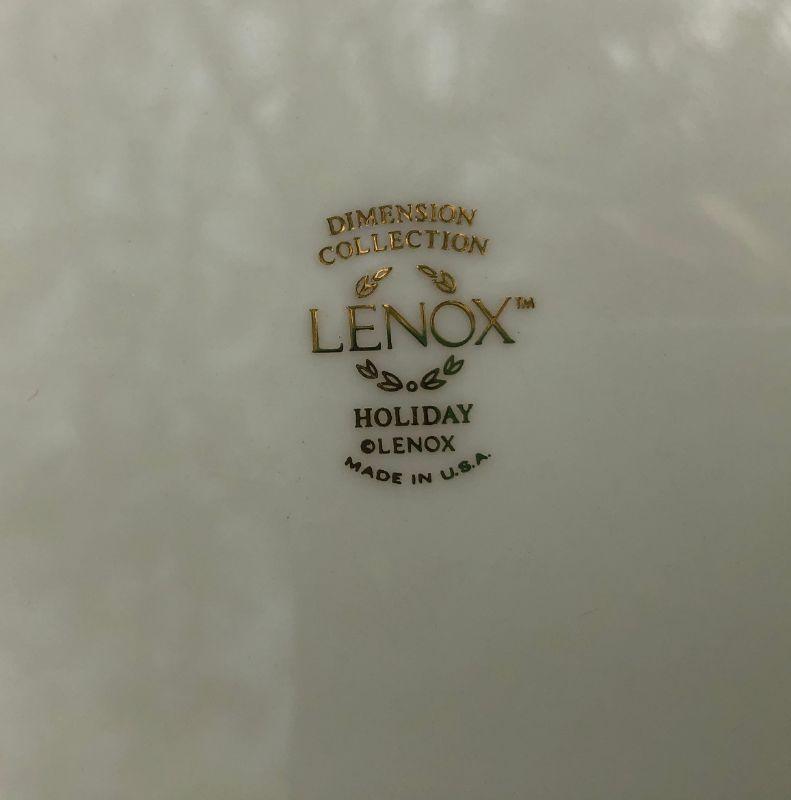 DIMENSION
COLLECTION
LENOX™
HOLIDAY
©LENOX
MADE IN U.S.A.